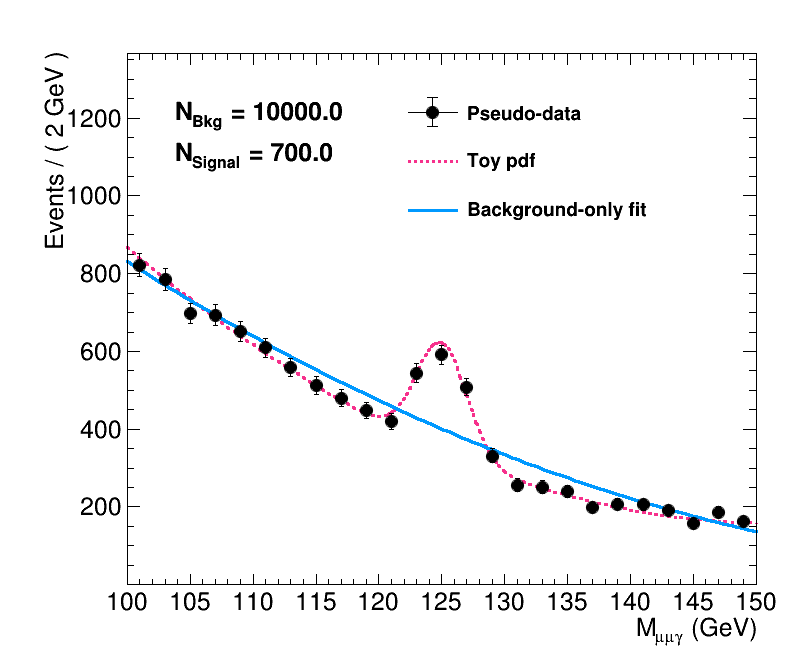 Events / ( 2 GeV )
N_Bkg = 10000.0
N_Signal = 700.0
Pseudo-data
Toy pdf
Background-only fit
1200
1000
800
600
400
200
100 105 110 115 120 125 130 135 140 145 150
M_μμγ (GeV)